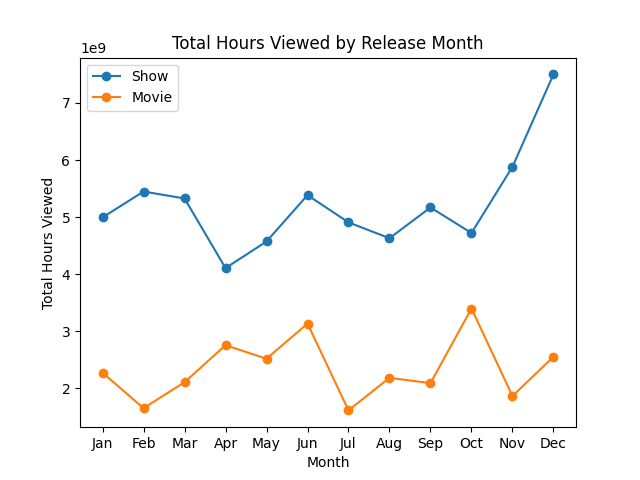 Total Hours Viewed by Release Month
1e9
Show
Movie
7
6
5
4
3
2
Total Hours Viewed
Jan Feb Mar Apr May Jun Jul Aug Sep Oct Nov Dec
Month